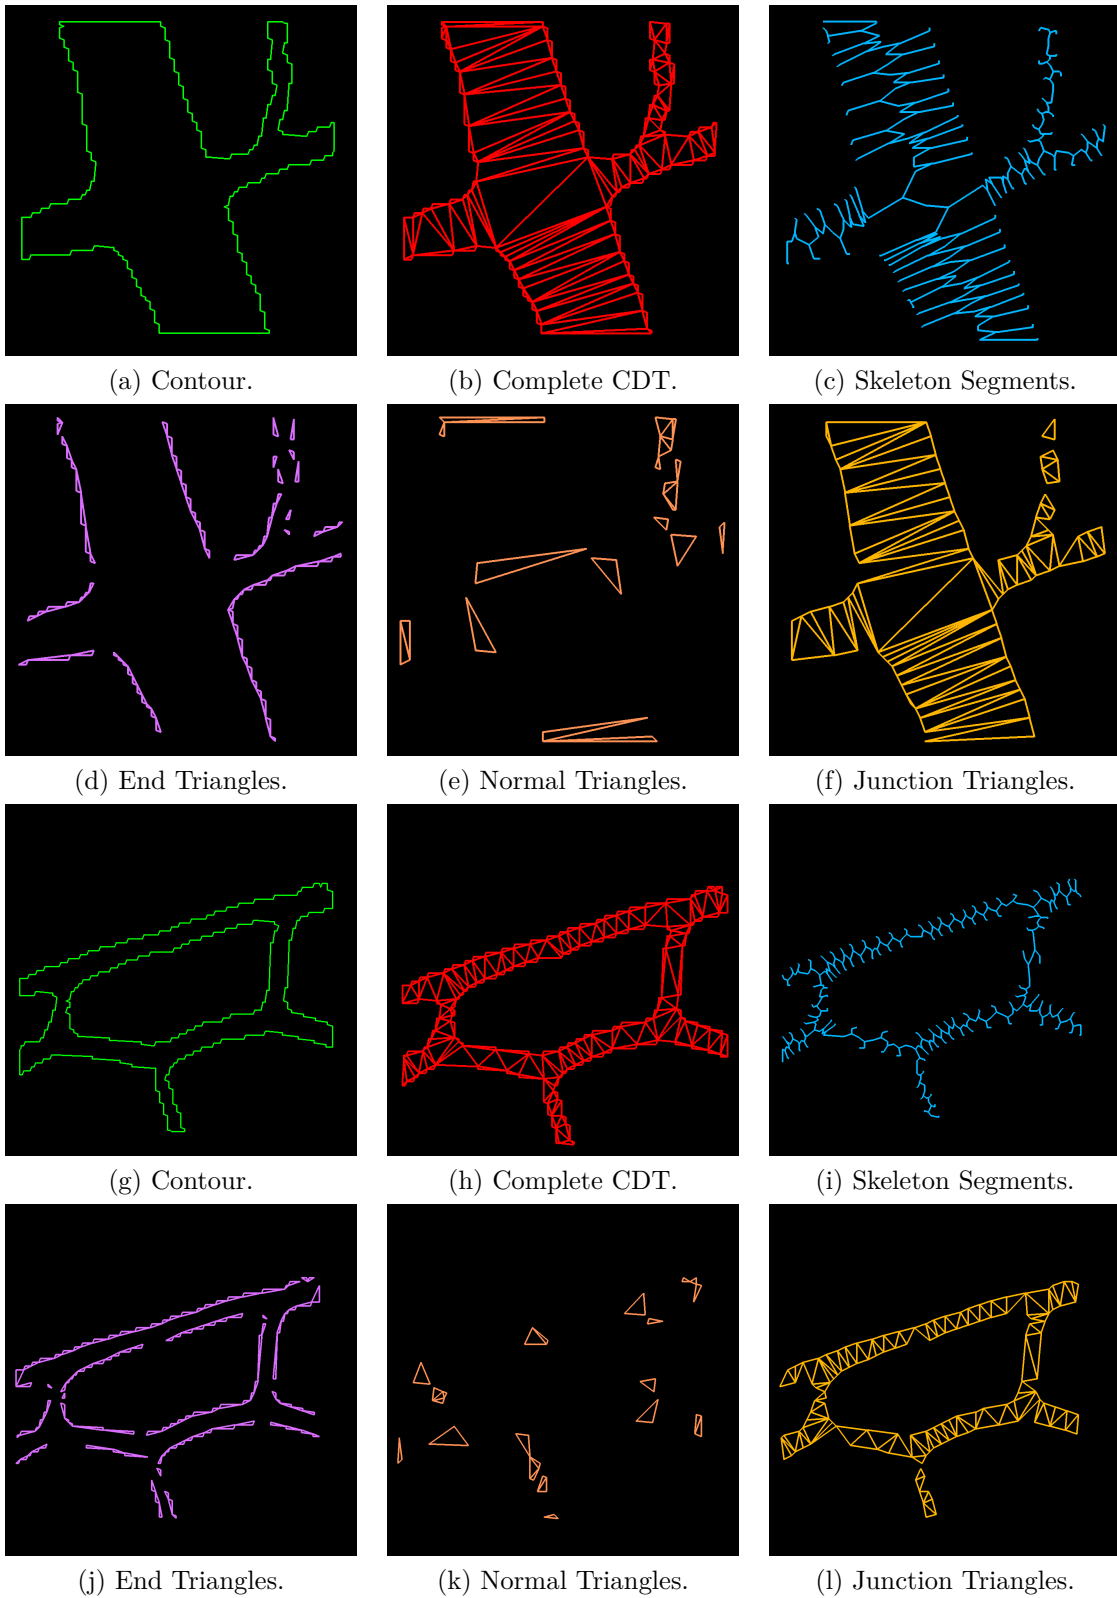 (a) Contour.
(b) Complete CDT.
(c) Skeleton Segments.
(d) End Triangles.
(e) Normal Triangles.
(f) Junction Triangles.
(g) Contour.
(h) Complete CDT.
(i) Skeleton Segments.
(j) End Triangles.
(k) Normal Triangles.
(l) Junction Triangles.